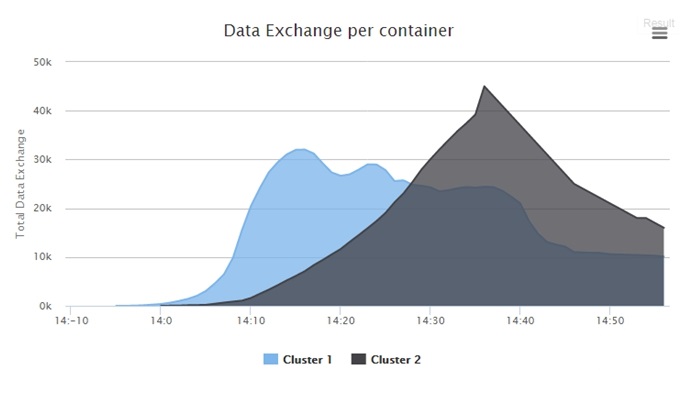 Data Exchange per container
Result
50k
40k
30k
20k
10k
0k
Total Data Exchange
14:-10
14:0
14:10
14:20
14:30
14:40
14:50
Cluster 1
Cluster 2